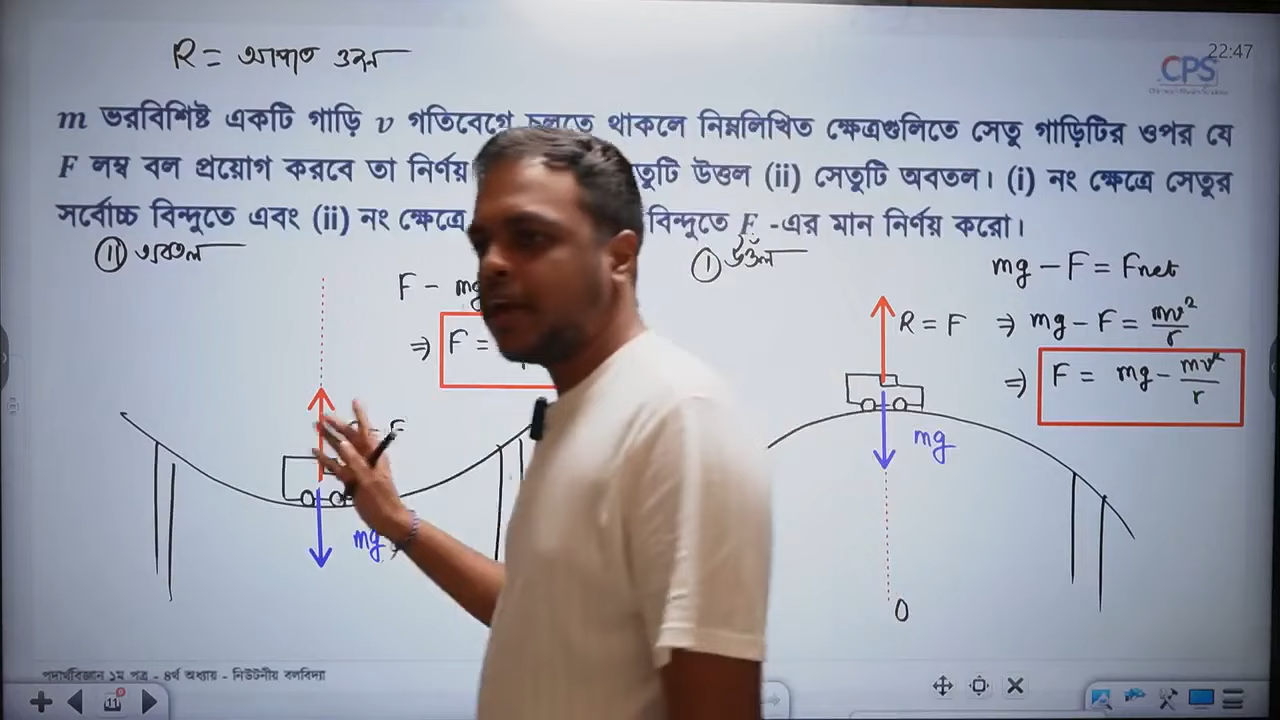 R = আপাত ওজন
22:47
CPS
m ভরবিশিষ্ট একটি গাড়ি v গতিবেগে চলতে থাকলে নিম্নলিখিত ক্ষেত্রগুলিতে সেতু গাড়িটির ওপর যে
F লম্ব বল প্রয়োগ করবে তা নির্ণয় তুটি উত্তল (ii) সেতুটি অবতল। (i) নং ক্ষেত্রে সেতুর
সর্বোচ্চ বিন্দুতে এবং (ii) নং ক্ষেত্রে বিন্দুতে F -এর মান নির্ণয় করো।
(ii) অবতল
F - mg
⇒ F =
mg
(i) উত্তল
mg - F = Fnet
R = F ⇒ mg - F = mv²/r
⇒ F = mg - mv²/r
mg
O
পদার্থবিজ্ঞান ১ম পত্র - ৪র্থ অধ্যায় - নিউটনীয় বলবিদ্যা
11